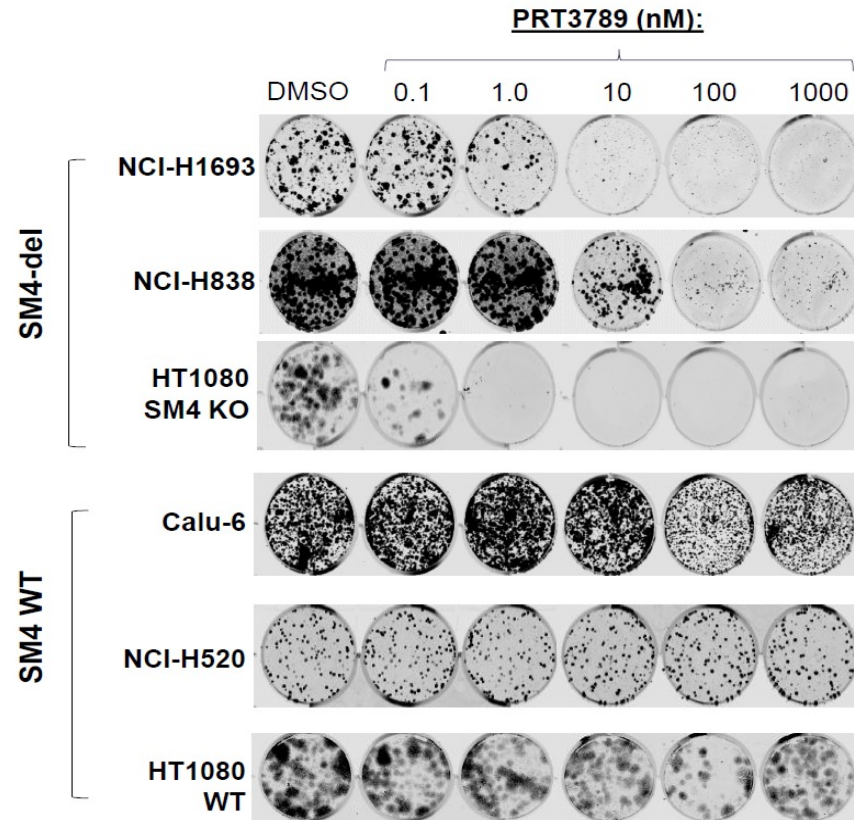 PRT3789 (nM):
DMSO 0.1 1.0 10 100 1000
SM4-del
NCI-H1693
NCI-H838
HT1080
SM4 KO
SM4 WT
Calu-6
NCI-H520
HT1080
WT